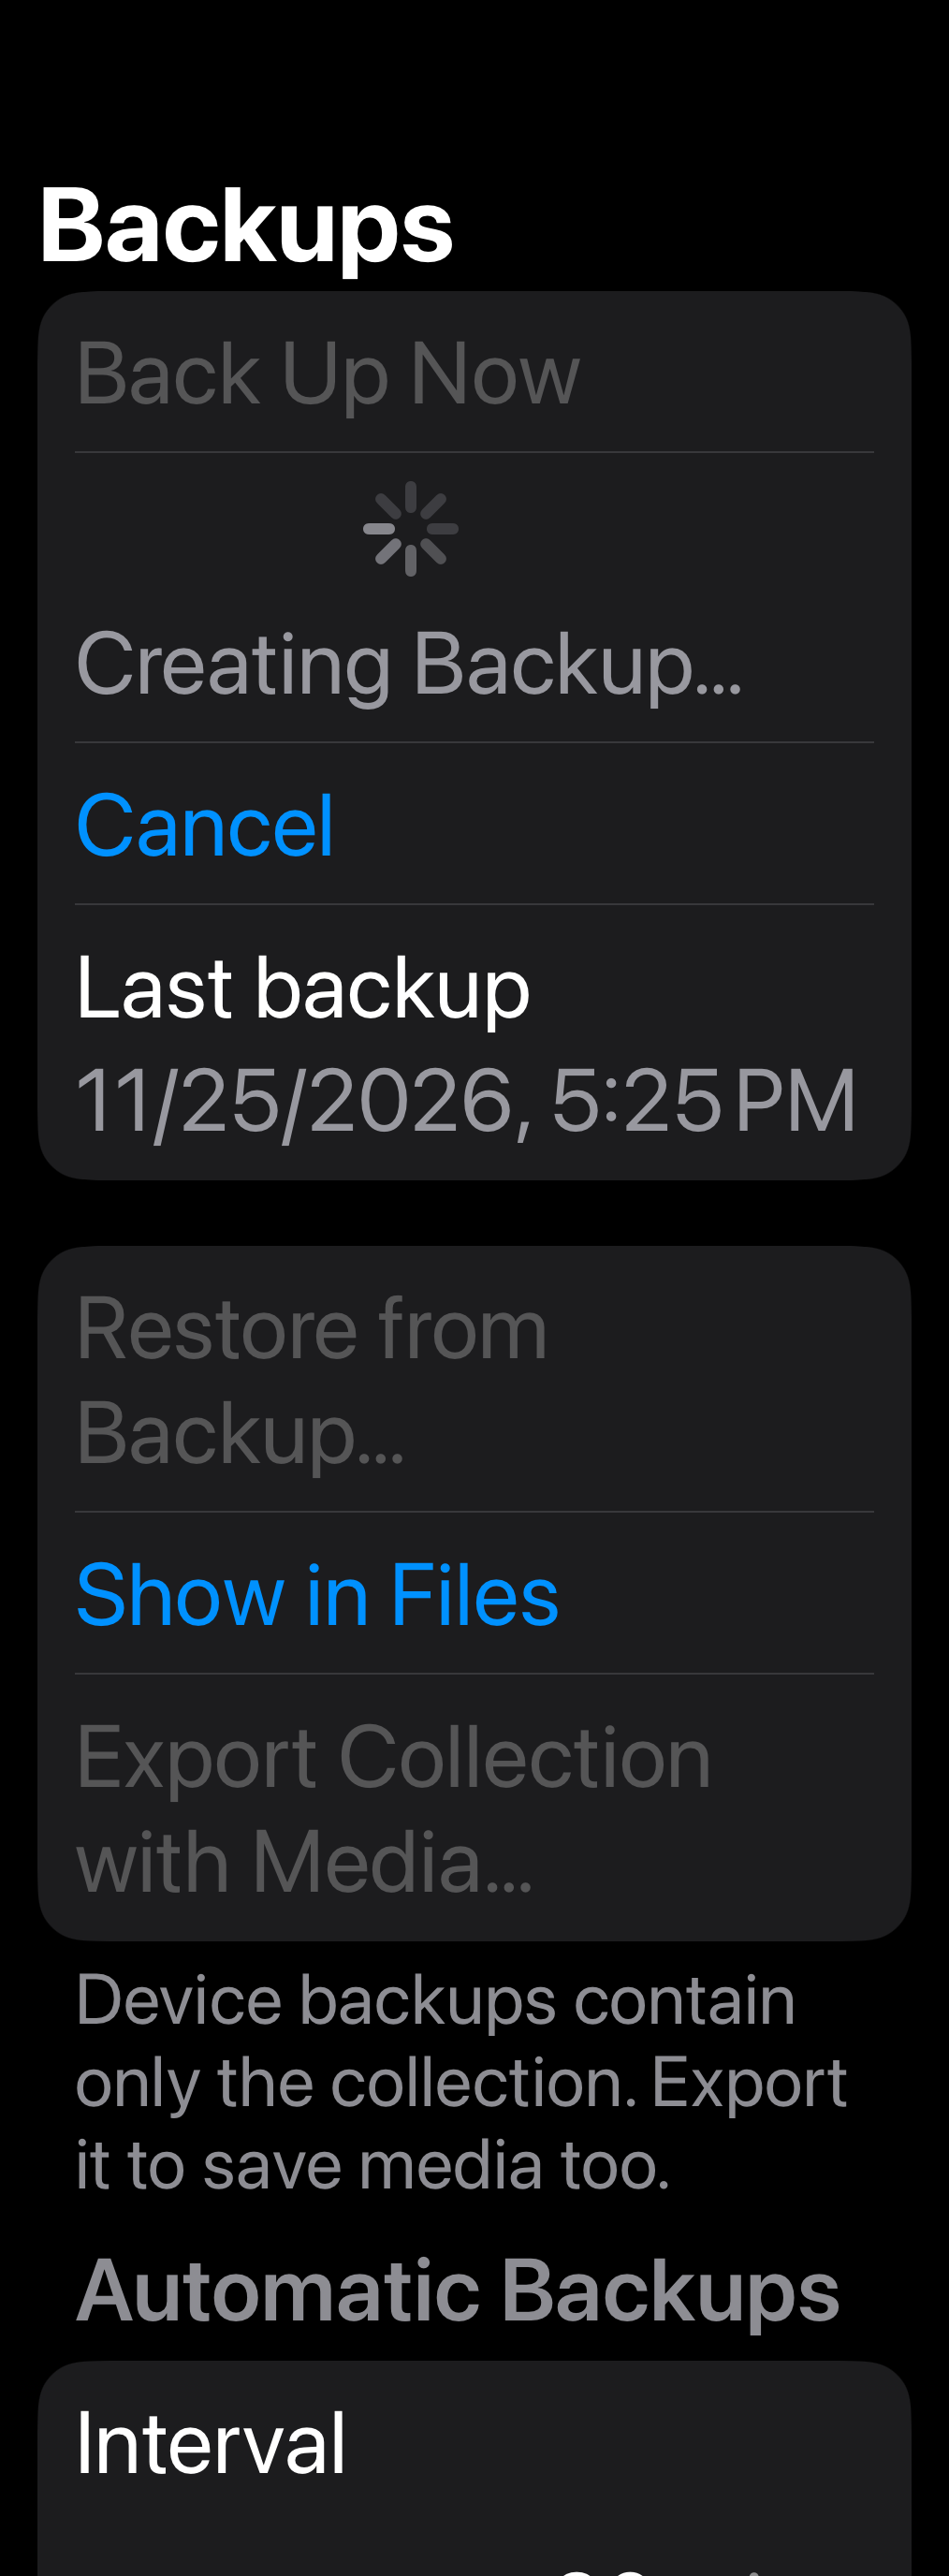 Backups
Back Up Now
Creating Backup...
Cancel
Last backup
11/25/2026, 5:25 PM
Restore from
Backup...
Show in Files
Export Collection
with Media...
Device backups contain
only the collection. Export
it to save media too.
Automatic Backups
Interval